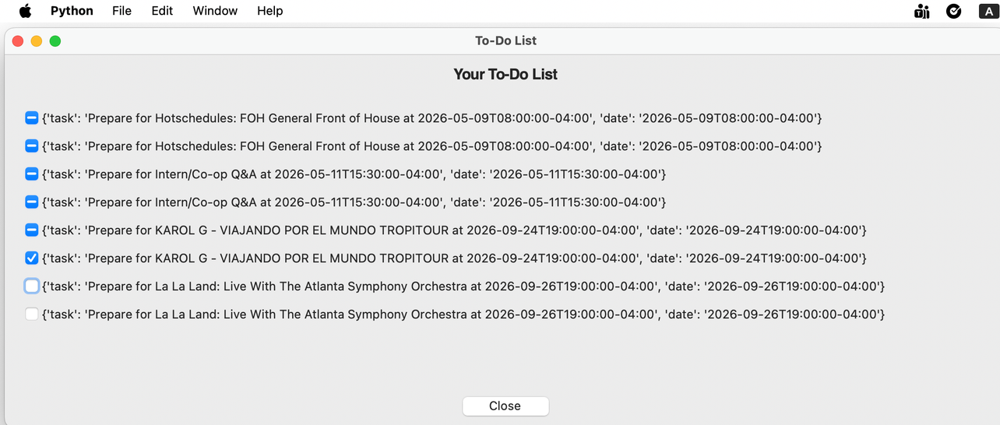 Python File Edit Window Help A
To-Do List
Your To-Do List
{'task': 'Prepare for Hotschedules: FOH General Front of House at 2026-05-09T08:00:00-04:00', 'date': '2026-05-09T08:00:00-04:00'}
{'task': 'Prepare for Hotschedules: FOH General Front of House at 2026-05-09T08:00:00-04:00', 'date': '2026-05-09T08:00:00-04:00'}
{'task': 'Prepare for Intern/Co-op Q&A at 2026-05-11T15:30:00-04:00', 'date': '2026-05-11T15:30:00-04:00'}
{'task': 'Prepare for Intern/Co-op Q&A at 2026-05-11T15:30:00-04:00', 'date': '2026-05-11T15:30:00-04:00'}
{'task': 'Prepare for KAROL G - VIAJANDO POR EL MUNDO TROPITOUR at 2026-09-24T19:00:00-04:00', 'date': '2026-09-24T19:00:00-04:00'}
{'task': 'Prepare for KAROL G - VIAJANDO POR EL MUNDO TROPITOUR at 2026-09-24T19:00:00-04:00', 'date': '2026-09-24T19:00:00-04:00'}
{'task': 'Prepare for La La Land: Live With The Atlanta Symphony Orchestra at 2026-09-26T19:00:00-04:00', 'date': '2026-09-26T19:00:00-04:00'}
{'task': 'Prepare for La La Land: Live With The Atlanta Symphony Orchestra at 2026-09-26T19:00:00-04:00', 'date': '2026-09-26T19:00:00-04:00'}
Close